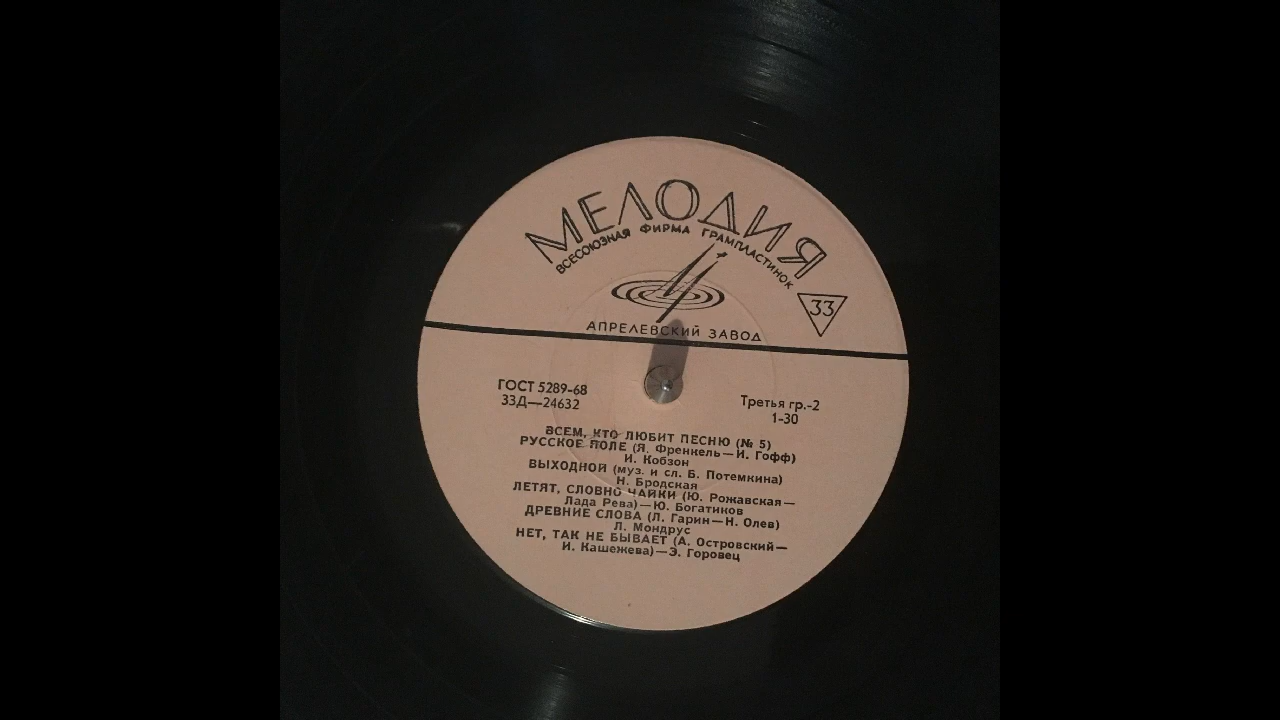 МЕЛОДИЯ
ВСЕСОЮЗНАЯ ФИРМА ГРАМПЛАСТИНОК
33
АПРЕЛЕВСКИЙ ЗАВОД
ГОСТ 5289-68
33Д—24632
Третья гр.-2
1-30
ВСЕМ, КТО ЛЮБИТ ПЕСНЮ (№ 5)
РУССКОЕ ПОЛЕ (Я. Френкель—И. Гофф)
И. Кобзон
ВЫХОДНОЙ (муз. и сл. Б. Потемкина)
Н. Бродская
ЛЕТЯТ, СЛОВНО ЧАЙКИ (Ю. Рожавская—
Лада Рева)—Ю. Богатиков
ДРЕВНИЕ СЛОВА (Л. Гарин—Н. Олев)
Л. Мондрус
НЕТ, ТАК НЕ БЫВАЕТ (А. Островский—
И. Кашежева)—Э. Горовец